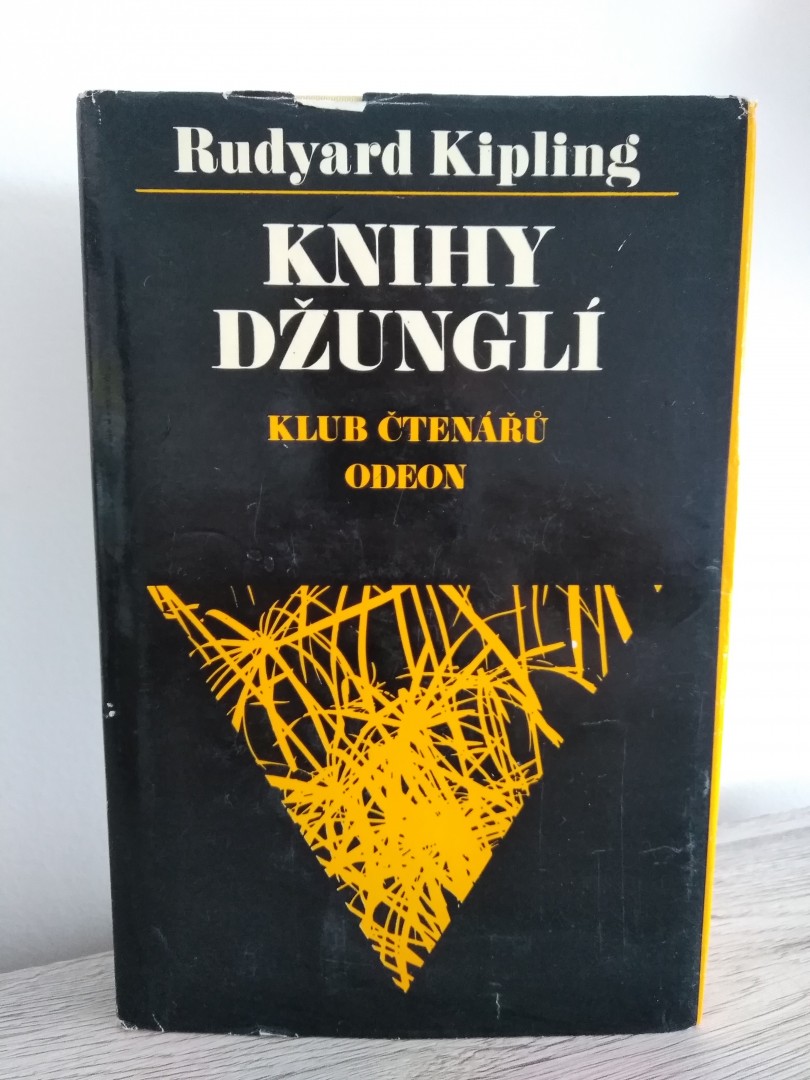 Rudyard Kipling
KNIHY
DŽUNGLÍ
KLUB ČTENÁŘŮ
ODEON